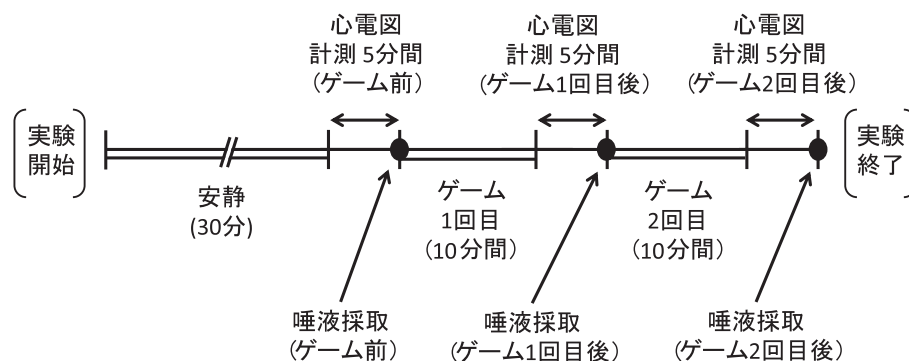 心電図
計測 5分間
(ゲーム前)
心電図
計測 5分間
(ゲーム1回目後)
心電図
計測 5分間
(ゲーム2回目後)
実験
開始
安静
(30分)
ゲーム
1回目
(10分間)
ゲーム
2回目
(10分間)
実験
終了
唾液採取
(ゲーム前)
唾液採取
(ゲーム1回目後)
唾液採取
(ゲーム2回目後)